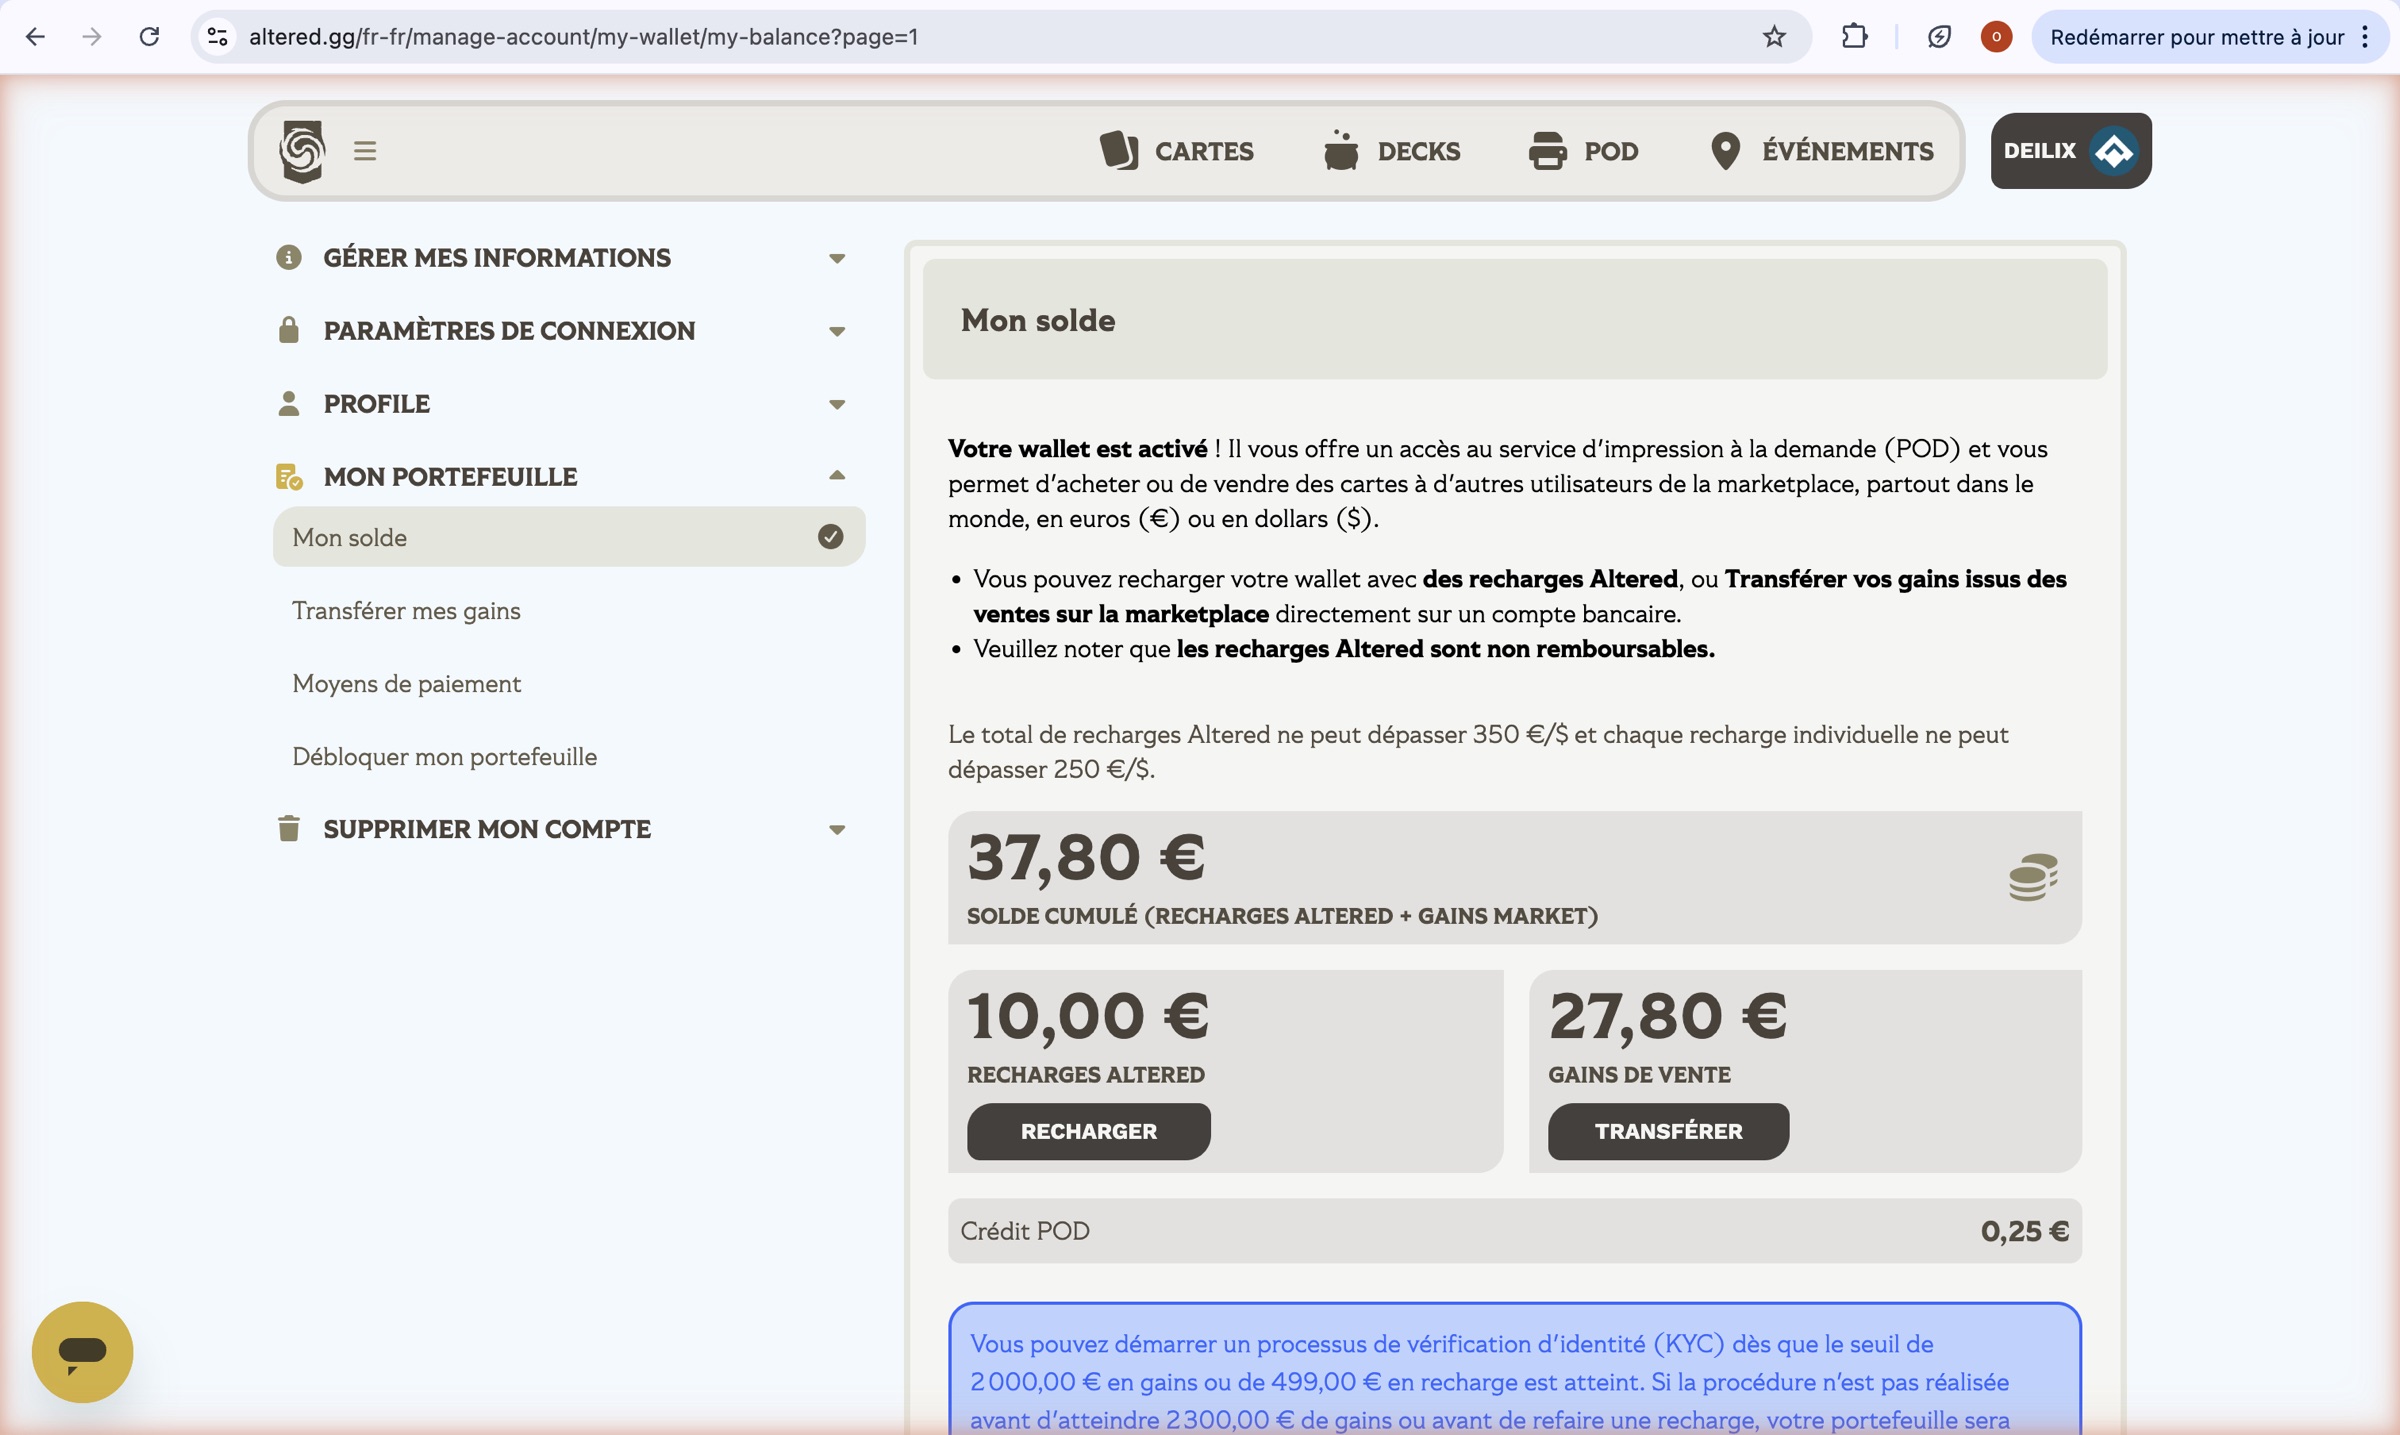 altered.gg/fr-fr/manage-account/my-wallet/my-balance?page=1
O
Redémarrer pour mettre à jour
CARTES
DECKS
POD
ÉVÉNEMENTS
DEILIX
GÉRER MES INFORMATIONS
PARAMÈTRES DE CONNEXION
PROFILE
MON PORTEFEUILLE
Mon solde
Transférer mes gains
Moyens de paiement
Débloquer mon portefeuille
SUPPRIMER MON COMPTE
Mon solde
Votre wallet est activé ! Il vous offre un accès au service d'impression à la demande (POD) et vous
permet d'acheter ou de vendre des cartes à d'autres utilisateurs de la marketplace, partout dans le
monde, en euros (€) ou en dollars ($).
• Vous pouvez recharger votre wallet avec des recharges Altered, ou Transférer vos gains issus des
ventes sur la marketplace directement sur un compte bancaire.
• Veuillez noter que les recharges Altered sont non remboursables.
Le total de recharges Altered ne peut dépasser 350 €/$ et chaque recharge individuelle ne peut
dépasser 250 €/$.
37,80 €
SOLDE CUMULÉ (RECHARGES ALTERED + GAINS MARKET)
10,00 €
RECHARGES ALTERED
RECHARGER
27,80 €
GAINS DE VENTE
TRANSFÉRER
Crédit POD
0,25 €
Vous pouvez démarrer un processus de vérification d'identité (KYC) dès que le seuil de
2 000,00 € en gains ou de 499,00 € en recharge est atteint. Si la procédure n'est pas réalisée
avant d'atteindre 2 300,00 € de gains ou avant de refaire une recharge, votre portefeuille sera